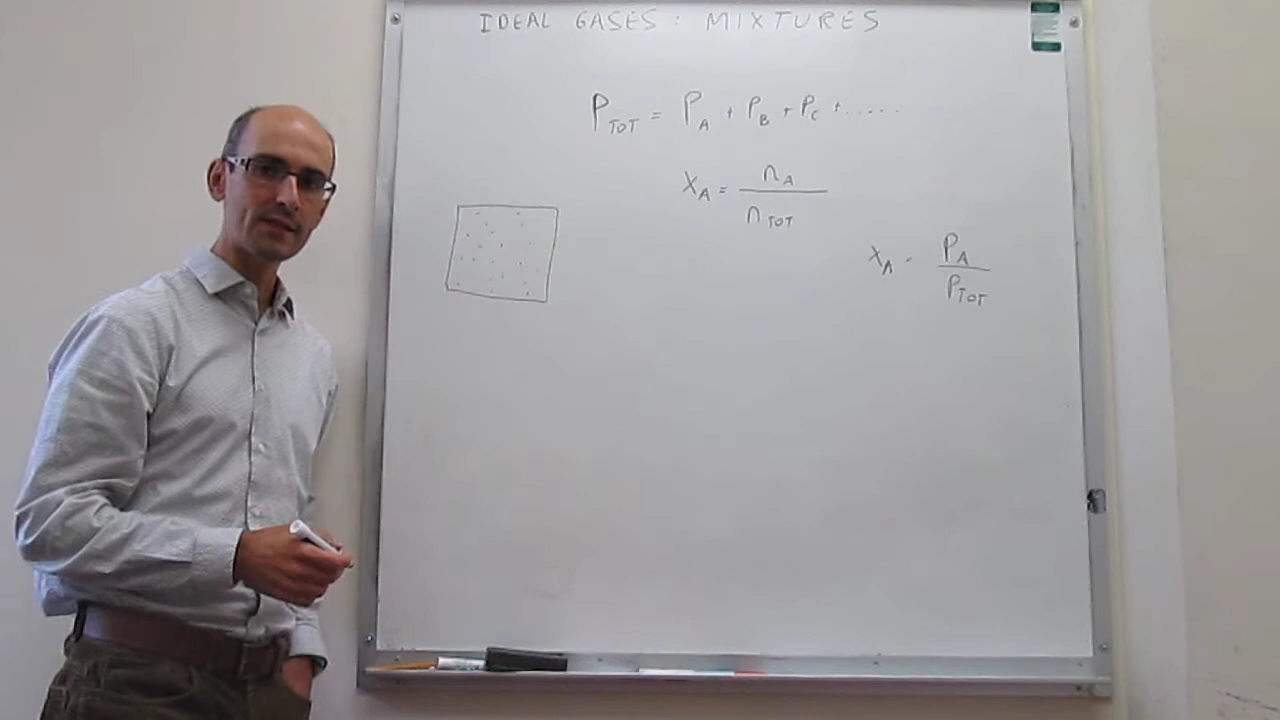 IDEAL GASES: MIXTURES
P_TOT = P_A + P_B + P_C + .....
x_A = n_A / n_TOT
x_A - P_A / P_TOT